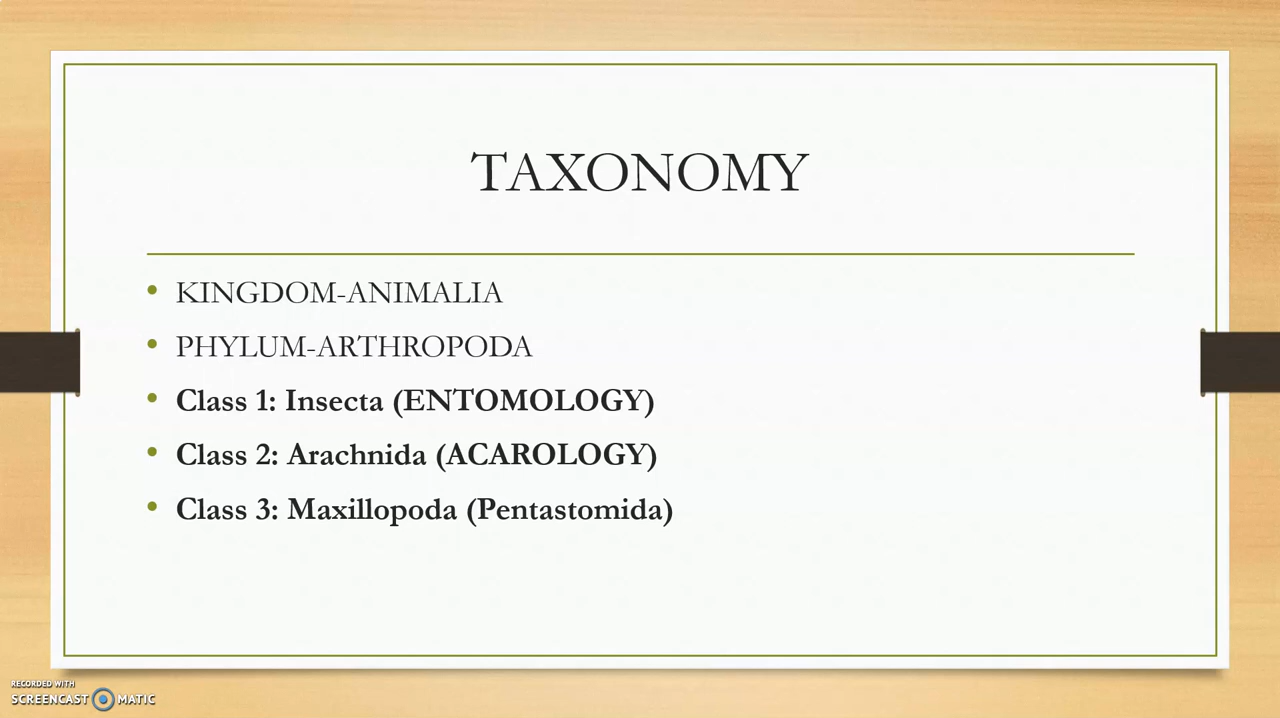 TAXONOMY
• KINGDOM-ANIMALIA
• PHYLUM-ARTHROPODA
• Class 1: Insecta (ENTOMOLOGY)
• Class 2: Arachnida (ACAROLOGY)
• Class 3: Maxillopoda (Pentastomida)
RECORDED WITH
SCREENCAST MATIC